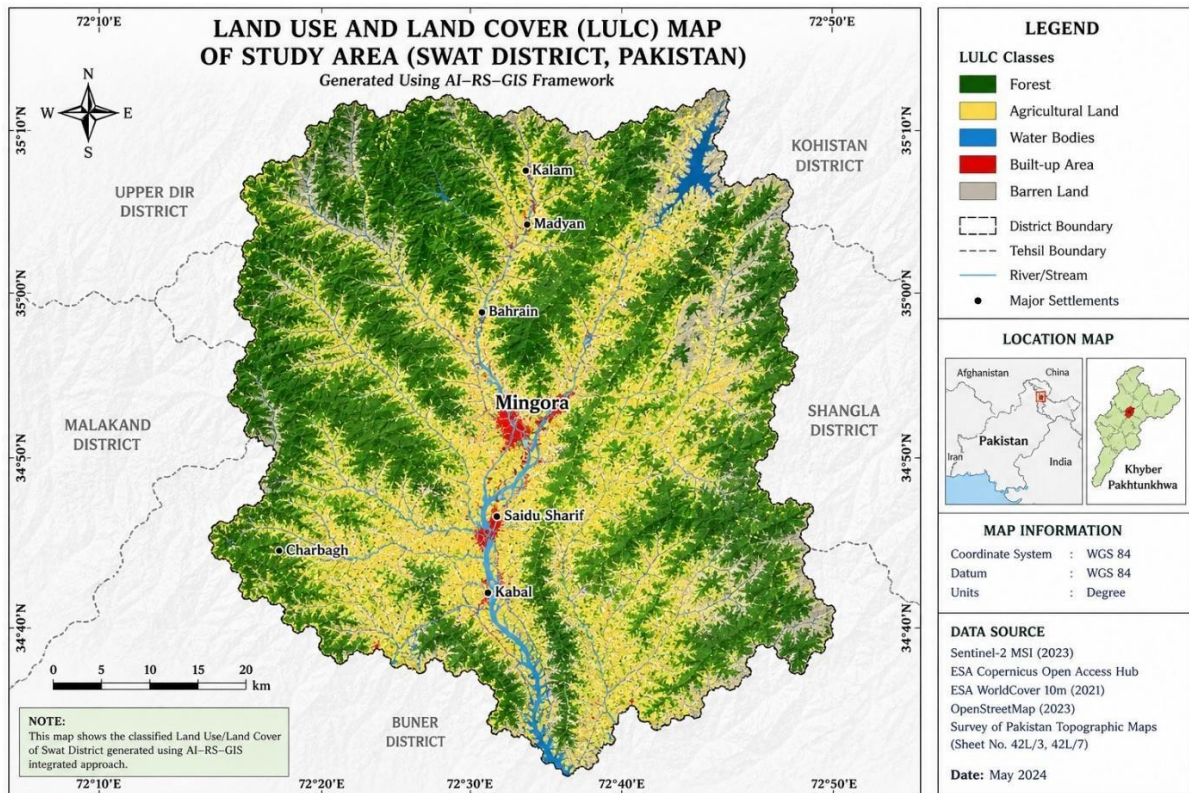 LAND USE AND LAND COVER (LULC) MAP
OF STUDY AREA (SWAT DISTRICT, PAKISTAN)
Generated Using AI–RS–GIS Framework
72°10'E
72°50'E
N
W
E
S
35°10'N
35°00'N
34°50'N
34°40'N
35°10'N
35°00'N
34°50'N
34°40'N
UPPER DIR
DISTRICT
KOHISTAN
DISTRICT
MALAKAND
DISTRICT
SHANGLA
DISTRICT
BUNER
DISTRICT
Kalam
Madyan
Bahrain
Mingora
Saidu Sharif
Charbagh
Kabal
0 5 10 15 20
km
NOTE:
This map shows the classified Land Use/Land Cover
of Swat District generated using AI–RS–GIS
integrated approach.
72°10'E
72°20'E
72°30'E
72°40'E
72°50'E
LEGEND
LULC Classes
Forest
Agricultural Land
Water Bodies
Built-up Area
Barren Land
District Boundary
Tehsil Boundary
River/Stream
Major Settlements
LOCATION MAP
Afghanistan
China
Pakistan
Iran
India
Khyber
Pakhtunkhwa
MAP INFORMATION
Coordinate System : WGS 84
Datum : WGS 84
Units : Degree
DATA SOURCE
Sentinel-2 MSI (2023)
ESA Copernicus Open Access Hub
ESA WorldCover 10m (2021)
OpenStreetMap (2023)
Survey of Pakistan Topographic Maps
(Sheet No. 42L/3, 42L/7)
Date: May 2024